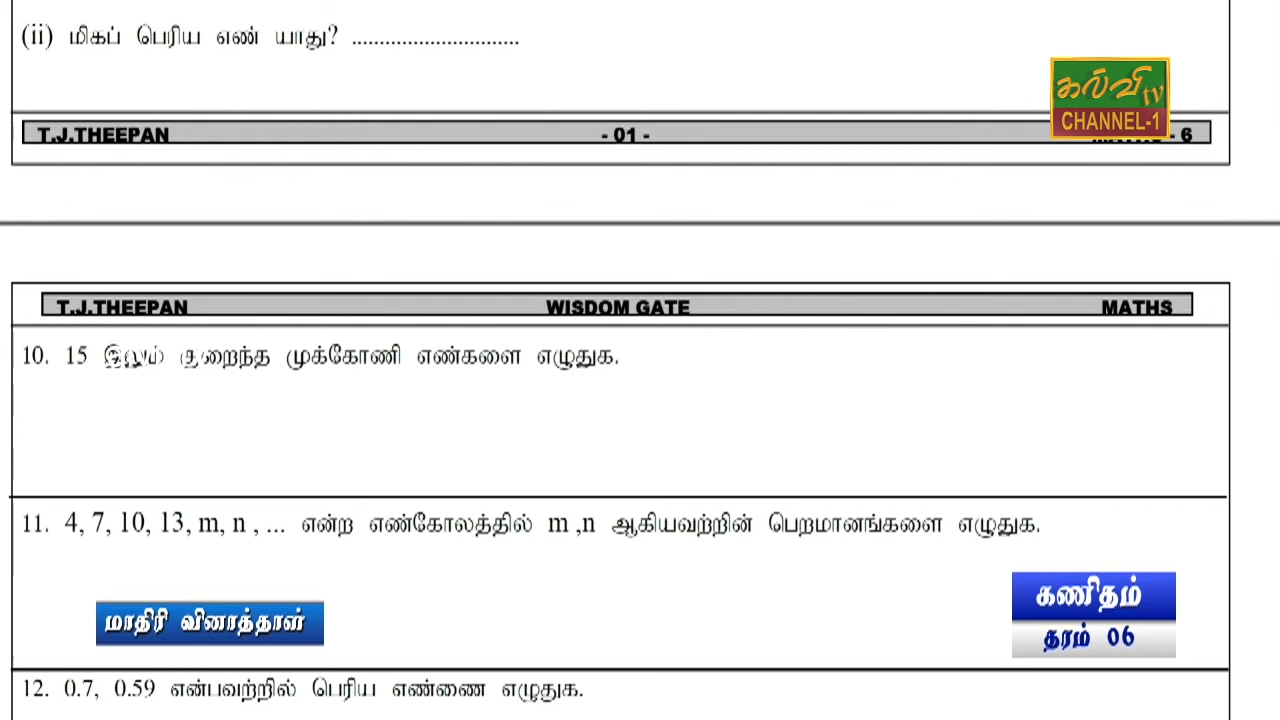 (ii) மிகப் பெரிய எண் யாது? ..............................
கல்வி tv
CHANNEL-1
T.J.THEEPAN - 01 - - 6
T.J.THEEPAN WISDOM GATE MATHS
10. 15 இலும் குறைந்த முக்கோணி எண்களை எழுதுக.
11. 4, 7, 10, 13, m, n , ... என்ற எண்கோலத்தில் m ,n ஆகியவற்றின் பெறமானங்களை எழுதுக.
மாதிரி வினாத்தாள்
கணிதம்
தரம் 06
12. 0.7, 0.59 என்பவற்றில் பெரிய எண்ணை எழுதுக.